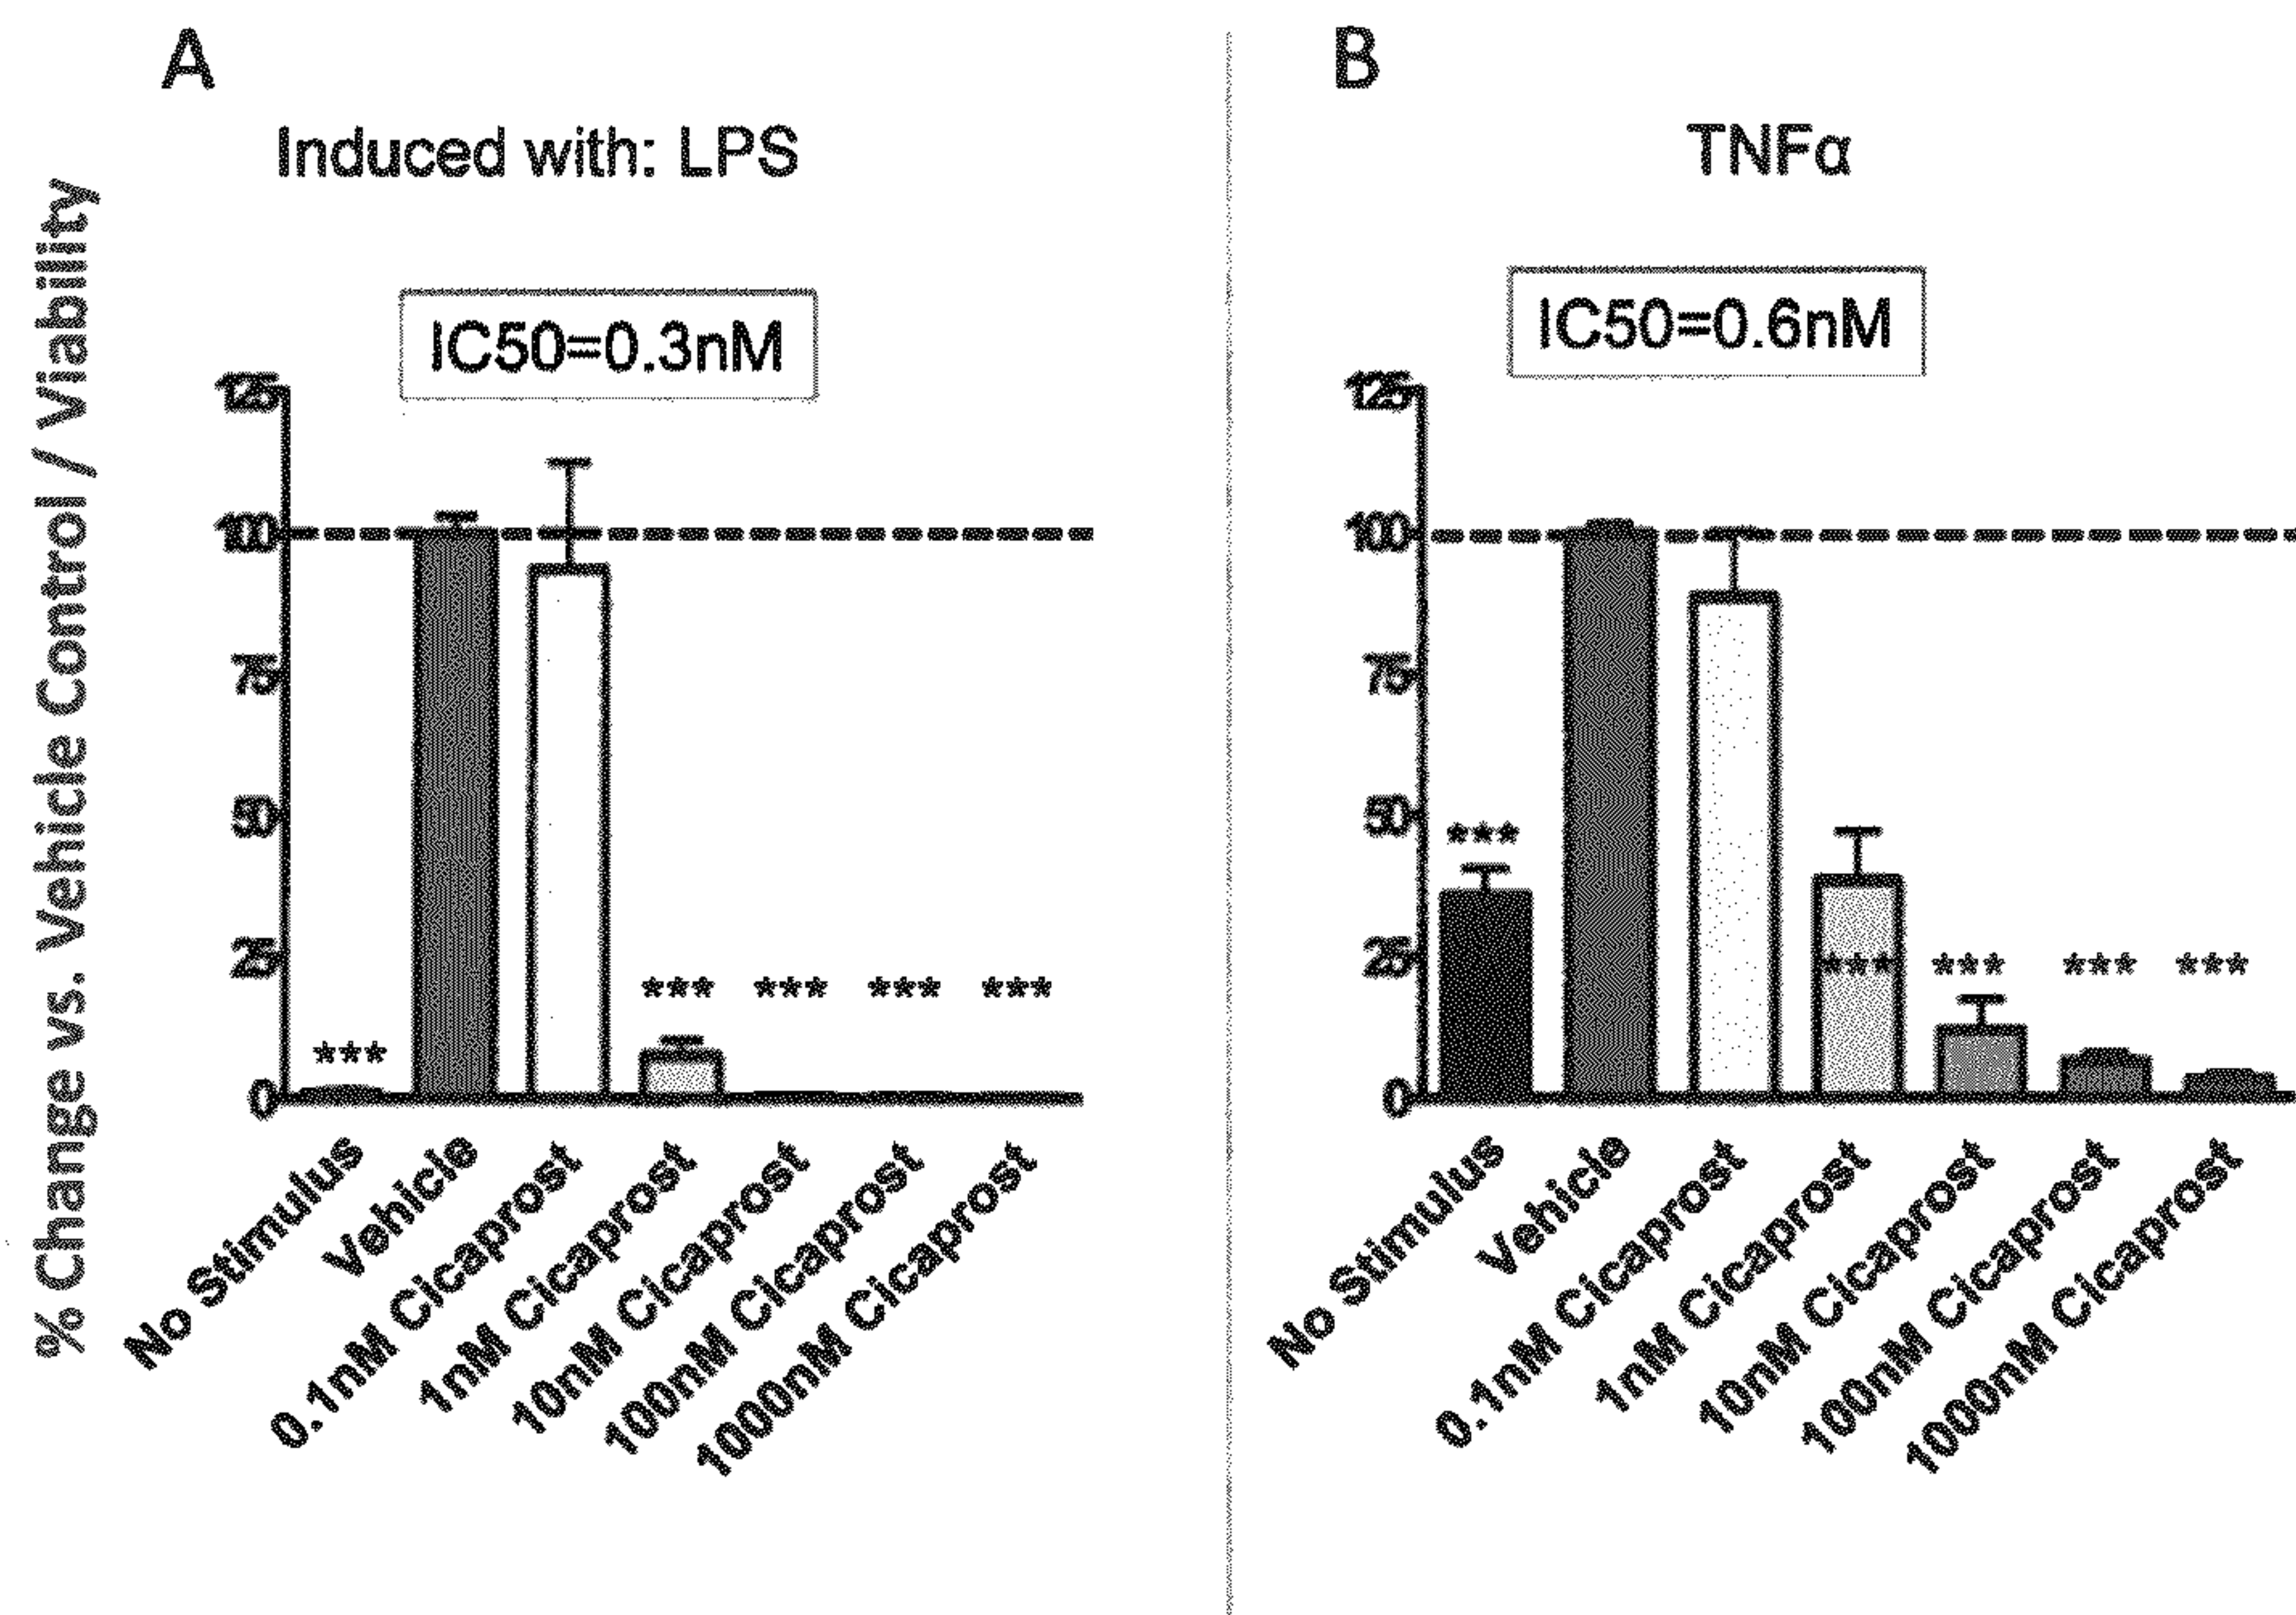 A
Induced with: LPS
IC50=0.3nM
% Change vs. Vehicle Control / Viability
125
100
75
50
25
0
***
***
***
***
***
No Stimulus
Vehicle
0.1nM Cicaprost
1nM Cicaprost
10nM Cicaprost
100nM Cicaprost
1000nM Cicaprost
B
TNFα
IC50=0.6nM
125
100
75
50
25
0
***
***
***
***
***
No Stimulus
Vehicle
0.1nM Cicaprost
1nM Cicaprost
10nM Cicaprost
100nM Cicaprost
1000nM Cicaprost